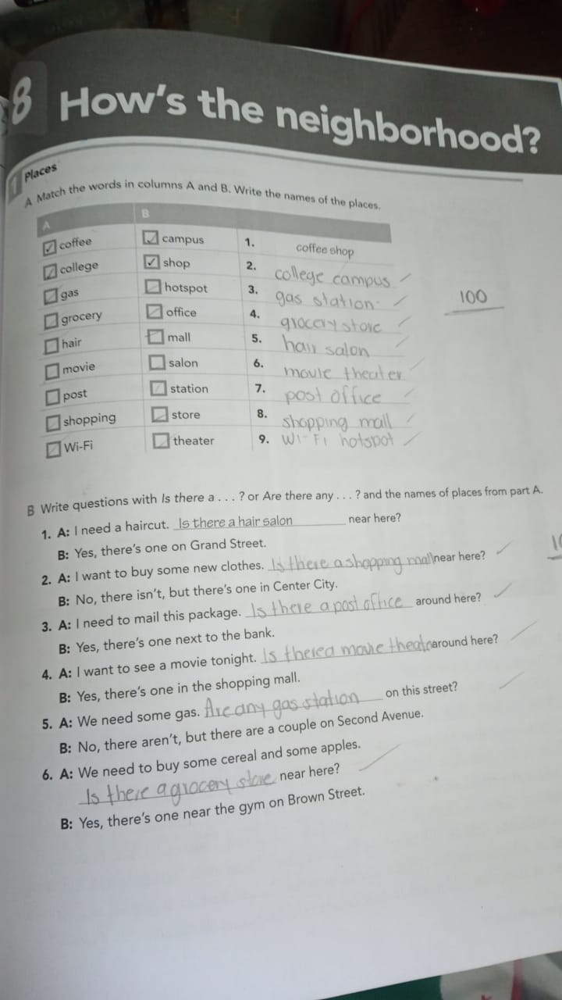 8 How's the neighborhood?
1 Places
A Match the words in columns A and B. Write the names of the places.
A B
coffee campus 1. coffee shop
college shop 2. college campus
gas hotspot 3. gas station
grocery office 4. grocery store
hair mall 5. hair salon
movie salon 6. movie theater
post station 7. post office
shopping store 8. shopping mall
Wi-Fi theater 9. Wi-Fi hotspot
100
B Write questions with Is there a . . . ? or Are there any . . . ? and the names of places from part A.
1. A: I need a haircut. Is there a hair salon near here?
B: Yes, there's one on Grand Street.
2. A: I want to buy some new clothes. Is there a shopping mall near here?
B: No, there isn't, but there's one in Center City.
3. A: I need to mail this package. Is there a post office around here?
B: Yes, there's one next to the bank.
4. A: I want to see a movie tonight. Is there a movie theatr around here?
B: Yes, there's one in the shopping mall.
5. A: We need some gas. Are any gas station on this street?
B: No, there aren't, but there are a couple on Second Avenue.
6. A: We need to buy some cereal and some apples.
Is there a grocery store near here?
B: Yes, there's one near the gym on Brown Street.